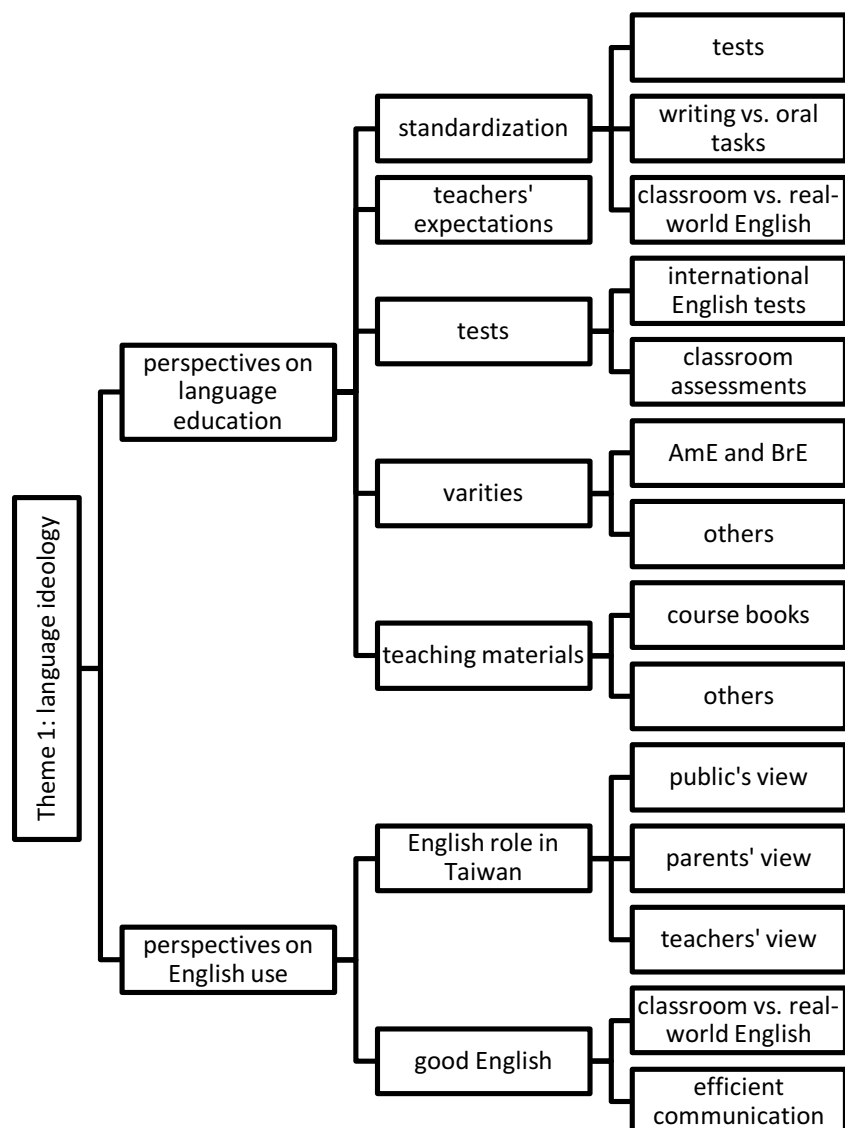 Theme 1: language ideology
perspectives on
language
education
standardization
tests
writing vs. oral
tasks
classroom vs. real-
world English
teachers'
expectations
tests
international
English tests
classroom
assessments
varities
AmE and BrE
others
teaching materials
course books
others
perspectives on
English use
English role in
Taiwan
public's view
parents' view
teachers' view
good English
classroom vs. real-
world English
efficient
communication